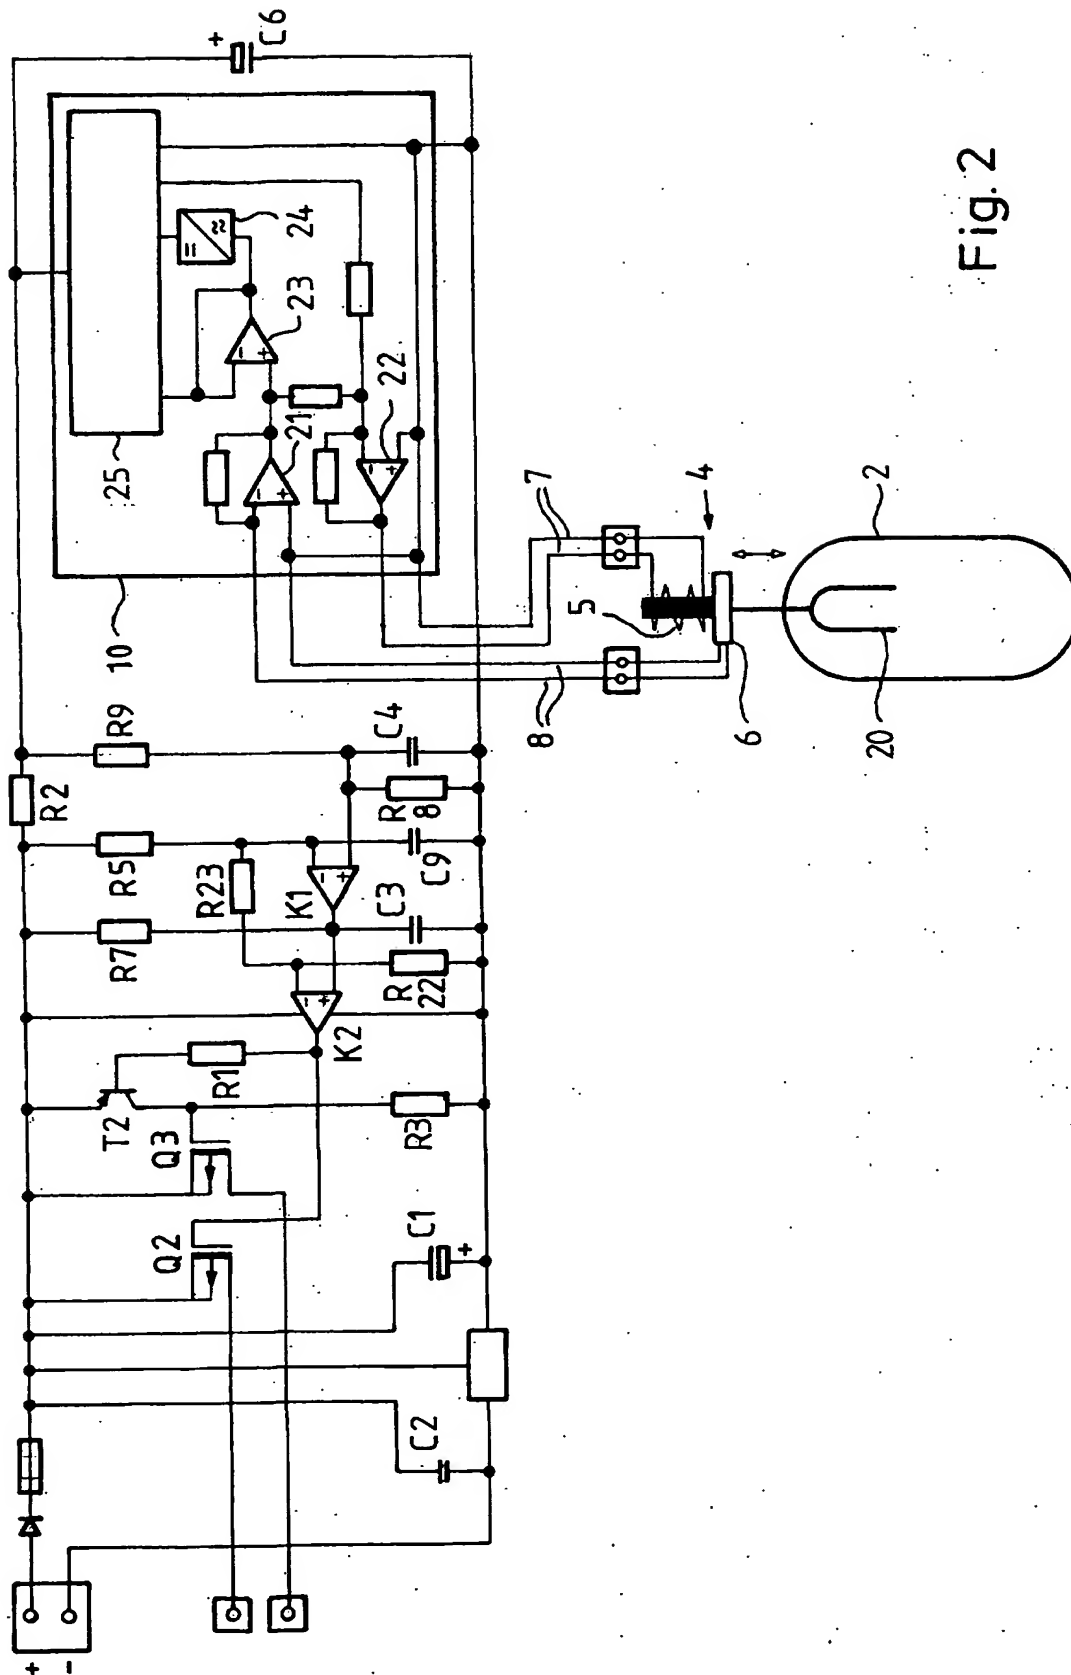 +
-
C2
C1
+
Q2
Q3
T2
R1
R3
K2
-
+
R7
R5
R23
R2
R9
K1
-
+
R
22
C3
C9
R
8
C4
10
25
21
-
+
22
-
+
23
-
+
24
=
≈
C6
+
8
7
5
4
6
20
2
Fig. 2